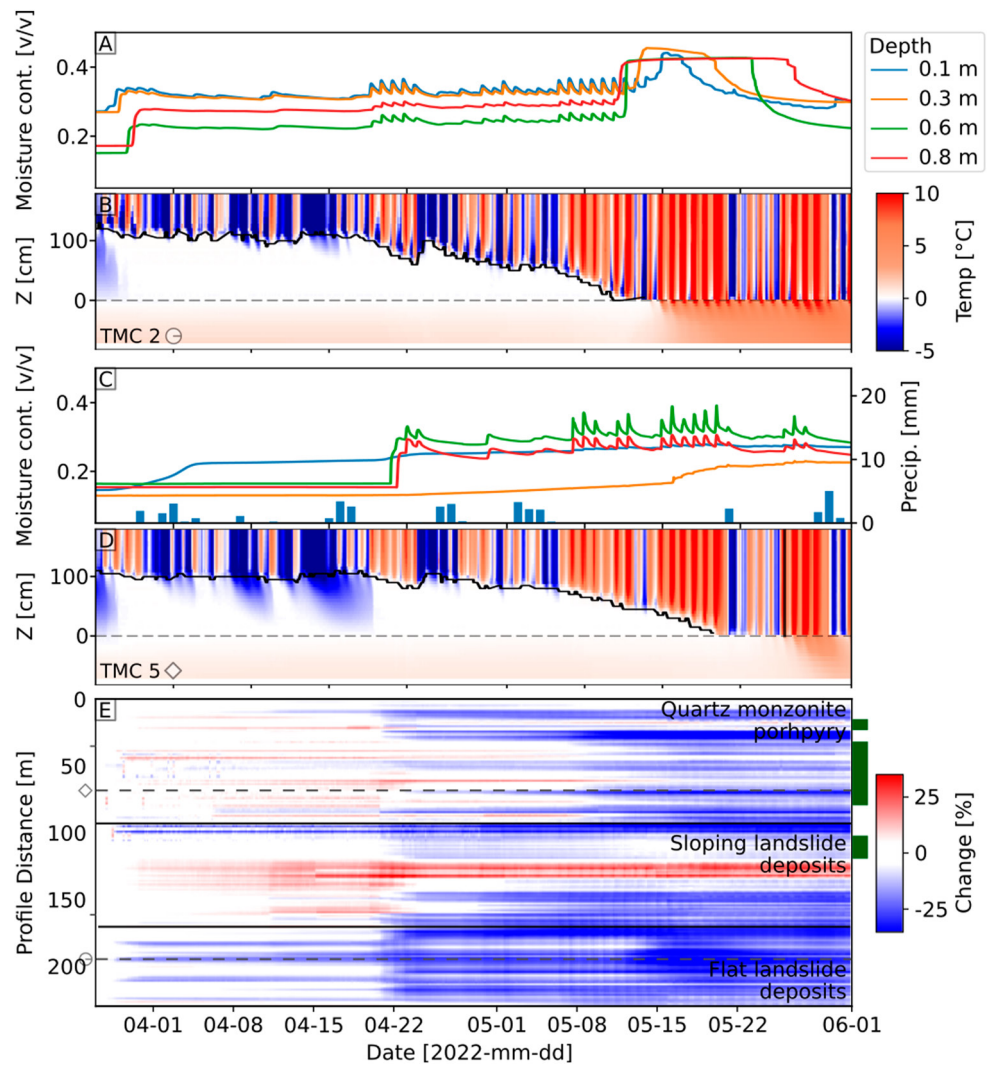 A
Moisture cont. [v/v]
0.4
0.2
Depth
0.1 m
0.3 m
0.6 m
0.8 m
B
Z [cm]
100
0
TMC 2
10
5
0
-5
Temp [°C]
C
Moisture cont. [v/v]
0.4
0.2
20
10
0
Precip. [mm]
D
Z [cm]
100
0
TMC 5
E
Profile Distance [m]
0
50
100
150
200
Quartz monzonite
porhpyry
Sloping landslide
deposits
Flat landslide
deposits
25
0
-25
Change [%]
04-01
04-08
04-15
04-22
05-01
05-08
05-15
05-22
06-01
Date [2022-mm-dd]